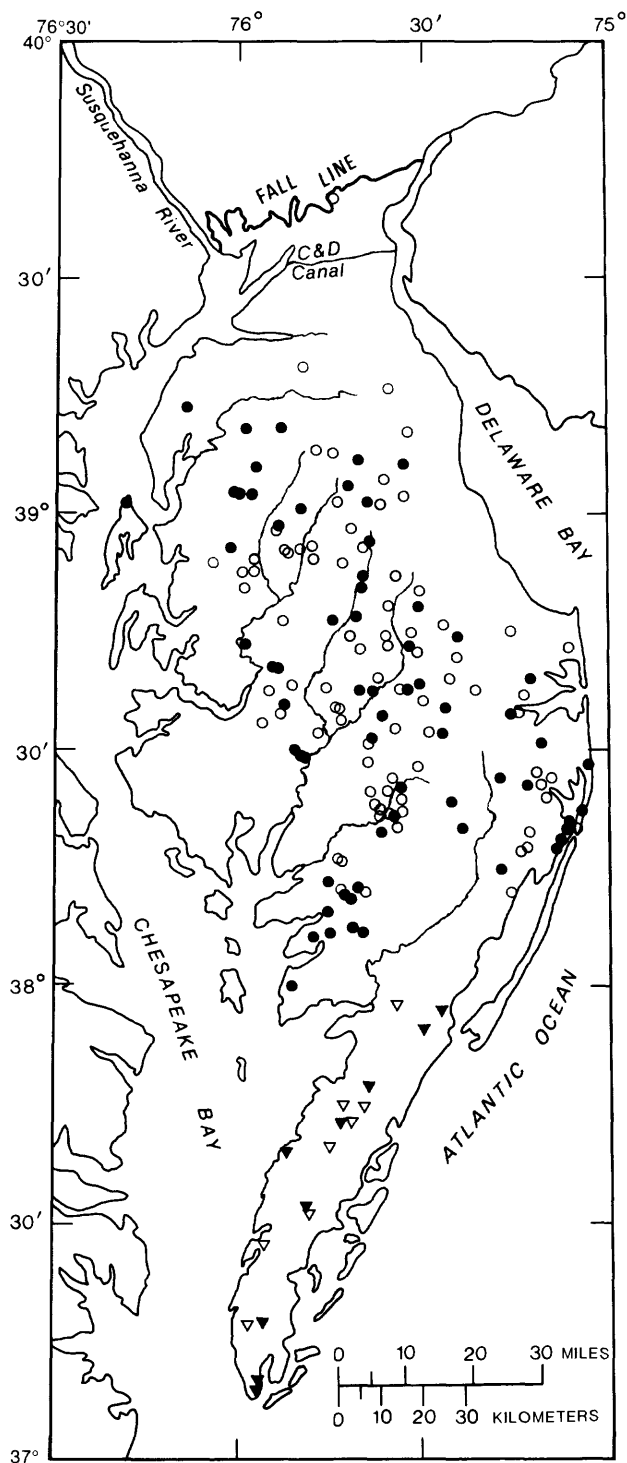 76°30' 76° 30' 75°
40°
Susquehanna River
FALL LINE
C&D
Canal
30'
DELAWARE BAY
39°
30'
CHESAPEAKE BAY
38°
ATLANTIC OCEAN
30'
0 10 20 30 MILES
0 10 20 30 KILOMETERS
37°